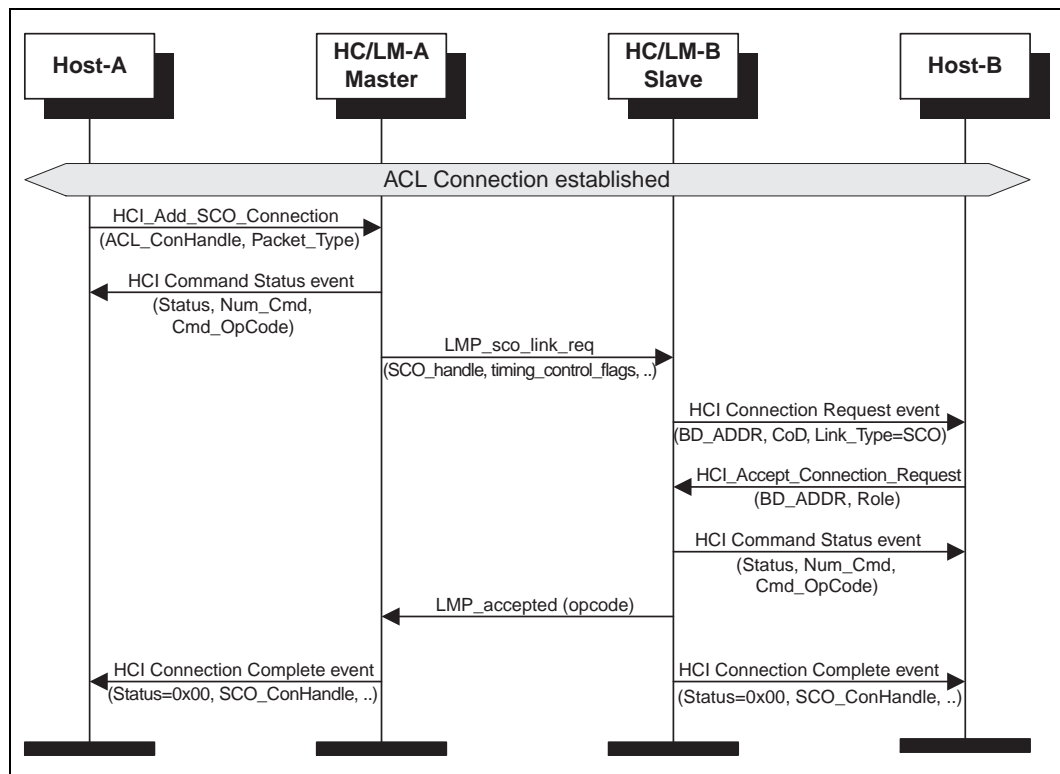 Host-A
HC/LM-A
Master
HC/LM-B
Slave
Host-B
ACL Connection established
HCI_Add_SCO_Connection
(ACL_ConHandle, Packet_Type)
HCI Command Status event
(Status, Num_Cmd,
Cmd_OpCode)
LMP_sco_link_req
(SCO_handle, timing_control_flags, ..)
HCI Connection Request event
(BD_ADDR, CoD, Link_Type=SCO)
HCI_Accept_Connection_Request
(BD_ADDR, Role)
HCI Command Status event
(Status, Num_Cmd,
Cmd_OpCode)
LMP_accepted (opcode)
HCI Connection Complete event
(Status=0x00, SCO_ConHandle, ..)
HCI Connection Complete event
(Status=0x00, SCO_ConHandle, ..)